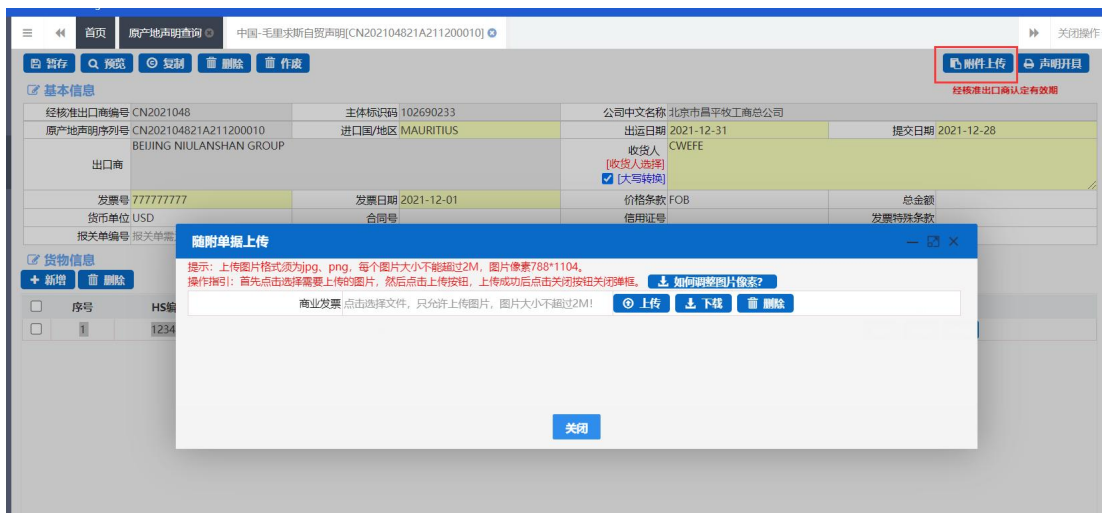 首页 原产地声明查询 中国-毛里求斯自贸声明[CN202104821A211200010] 关闭操作
暂存 预览 复制 删除 作废 附件上传 声明开具
基本信息 经核准出口商认定有效期
经核准出口商编号 CN2021048 主体标识码 102690233 公司中文名称 北京市昌平牧工商总公司
原产地声明序列号 CN202104821A211200010 进口国/地区 MAURITIUS 出运日期 2021-12-31 提交日期 2021-12-28
出口商 BEIJING NIULANSHAN GROUP 收货人 CWEFE
[收货人选择]
[大写转换]
发票号 777777777 发票日期 2021-12-01 价格条款 FOB 总金额
货币单位 USD 合同号 信用证号 发票特殊条款
报关单编号 报关单需
随附单据上传
货物信息
新增 删除
提示：上传图片格式须为jpg、png，每个图片大小不能超过2M，图片像素788*1104。
操作指引：首先点击选择需要上传的图片，然后点击上传按钮，上传成功后点击关闭按钮关闭弹框。 如何调整图片像素?
序号 HS编
商业发票 点击选择文件，只允许上传图片，图片大小不超过2M! 上传 下载 删除
1 1234
关闭